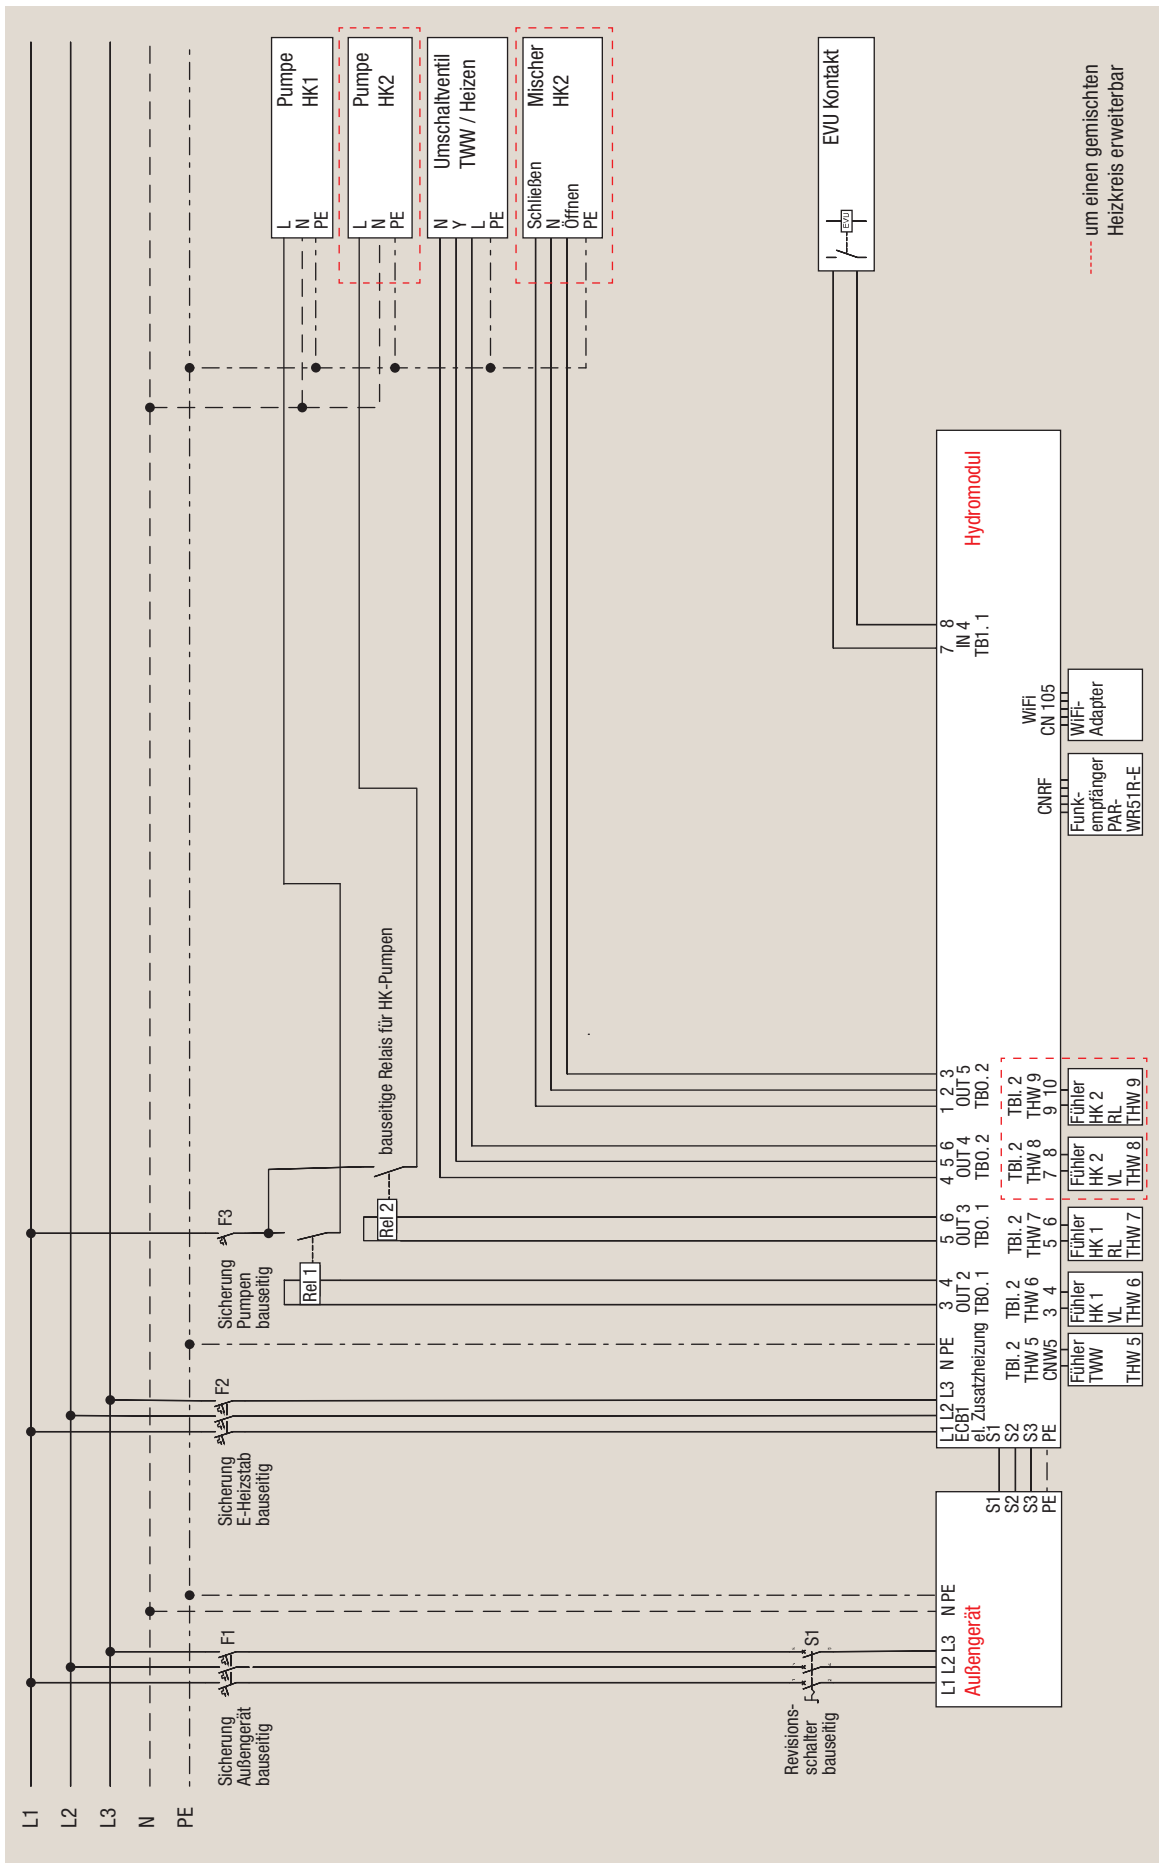 L1
L2
L3
N
PE
Sicherung
Außengerät
bauseitig
F1
Sicherung
E-Heizstab
bauseitig
F2
Sicherung
Pumpen
bauseitig
F3
Rel 1
Rel 2
bauseitige Relais für HK-Pumpen
Pumpe
HK1
L
N
PE
Pumpe
HK2
L
N
PE
Umschaltventil
TWW / Heizen
N
Y
L
PE
Mischer
HK2
Schließen
N
Öffnen
PE
EVU Kontakt
EVU
um einen gemischten
Heizkreis erweiterbar
Revisions-
schalter
bauseitig
S1
L1 L2 L3 N PE
Außengerät
S1
S2
S3
PE
L1 L2 L3 N PE
ECB1
el. Zusatzheizung
S1
S2
S3
PE
3 4
OUT 2
TBO. 1
5 6
OUT 3
TBO. 1
4 5 6
OUT 4
TBO. 2
1 2 3
OUT 5
TBO. 2
7 8
IN 4
TB1. 1
Hydromodul
TBI. 2
THW 5
CNW5
TBI. 2
THW 6
3 4
TBI. 2
THW 7
5 6
TBI. 2
THW 8
7 8
TBI. 2
THW 9
9 10
CNRF
WiFi
CN 105
Fühler
TWW
THW 5
Fühler
HK 1
VL
THW 6
Fühler
HK 1
RL
THW 7
Fühler
HK 2
VL
THW 8
Fühler
HK 2
RL
THW 9
Funk-
empfänger
PAR-
WR51R-E
WiFi-
Adapter